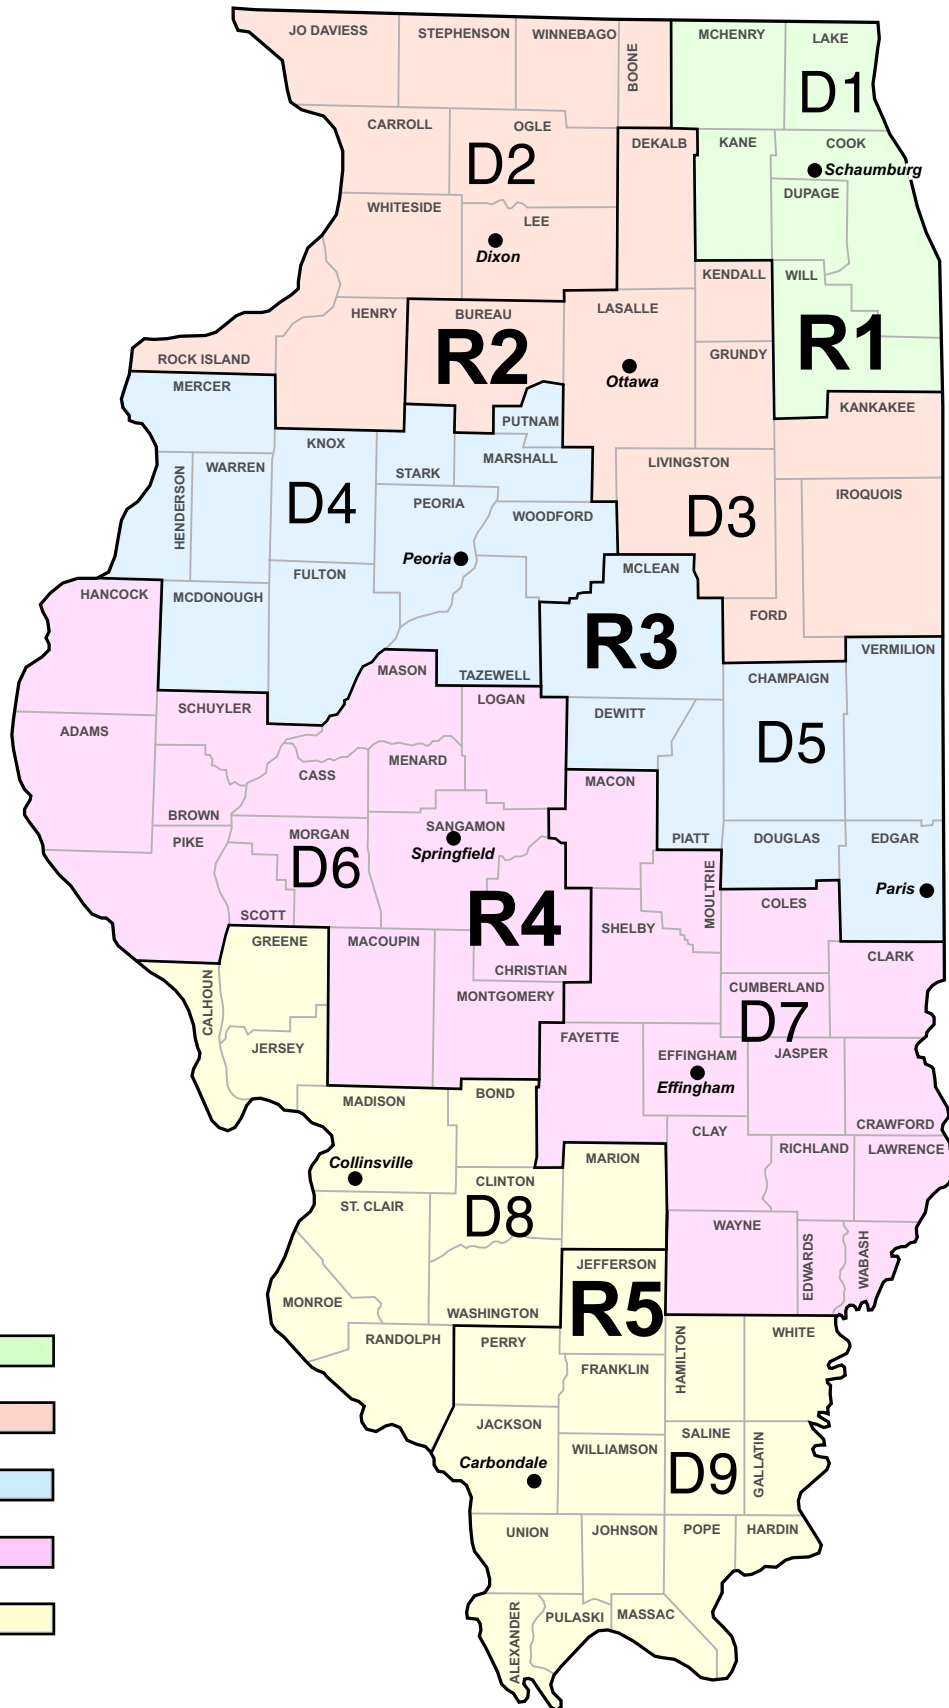 JO DAVIESS
STEPHENSON
WINNEBAGO
BOONE
MCHENRY
LAKE
D1
CARROLL
OGLE
D2
DEKALB
KANE
COOK
Schaumburg
DUPAGE
WHITESIDE
LEE
Dixon
KENDALL
WILL
HENRY
BUREAU
R2
LASALLE
Ottawa
GRUNDY
R1
ROCK ISLAND
MERCER
KANKAKEE
PUTNAM
KNOX
STARK
MARSHALL
LIVINGSTON
HENDERSON
WARREN
D4
PEORIA
WOODFORD
D3
IROQUOIS
Peoria
FULTON
MCLEAN
HANCOCK
MCDONOUGH
R3
FORD
MASON
TAZEWELL
VERMILION
CHAMPAIGN
SCHUYLER
LOGAN
DEWITT
ADAMS
D5
CASS
MENARD
MACON
BROWN
PIKE
MORGAN
D6
SANGAMON
Springfield
PIATT
DOUGLAS
EDGAR
Paris
SCOTT
R4
MOULTRIE
COLES
GREENE
MACOUPIN
SHELBY
CHRISTIAN
CLARK
CALHOUN
MONTGOMERY
CUMBERLAND
D7
JERSEY
FAYETTE
EFFINGHAM
Effingham
JASPER
MADISON
BOND
CRAWFORD
CLAY
RICHLAND
LAWRENCE
Collinsville
MARION
CLINTON
D8
ST. CLAIR
WAYNE
EDWARDS
WABASH
JEFFERSON
R5
MONROE
WASHINGTON
RANDOLPH
PERRY
HAMILTON
WHITE
FRANKLIN
JACKSON
SALINE
D9
GALLATIN
WILLIAMSON
Carbondale
UNION
JOHNSON
POPE
HARDIN
ALEXANDER
PULASKI
MASSAC